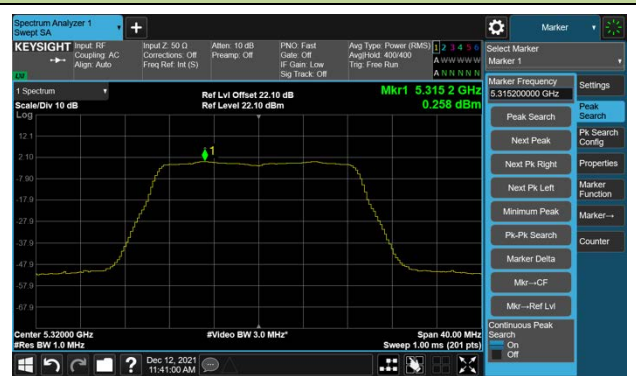 Spectrum Analyzer 1
Swept SA
Marker
KEYSIGHT
Input: RF
Coupling: AC
Align: Auto
Input Z: 50 Ω
Corrections: Off
Freq Ref: Int (S)
Atten: 10 dB
Preamp: Off
PNO: Fast
Gate: Off
IF Gain: Low
Sig Track: Off
Avg Type: Power (RMS)
Avg|Hold: 400/400
Trig: Free Run
1 2 3 4 5 6
A W W W W W
A N N N N N
LW
Select Marker
Marker 1
1 Spectrum
Scale/Div 10 dB
Log
Ref Lvl Offset 22.10 dB
Ref Level 22.10 dBm
Mkr1 5.315 2 GHz
0.258 dBm
12.1
2.10
-7.90
-17.9
-27.9
-37.9
-47.9
-57.9
-67.9
1
Center 5.32000 GHz
#Res BW 1.0 MHz
#Video BW 3.0 MHz*
Span 40.00 MHz
Sweep 1.00 ms (201 pts)
Marker Frequency
5.315200000 GHz
Peak Search
Next Peak
Next Pk Right
Next Pk Left
Minimum Peak
Pk-Pk Search
Marker Delta
Mkr→CF
Mkr→Ref Lvl
Continuous Peak
Search
On
Off
Settings
Peak
Search
Pk Search
Config
Properties
Marker
Function
Marker→
Counter
Dec 12, 2021
11:41:00 AM